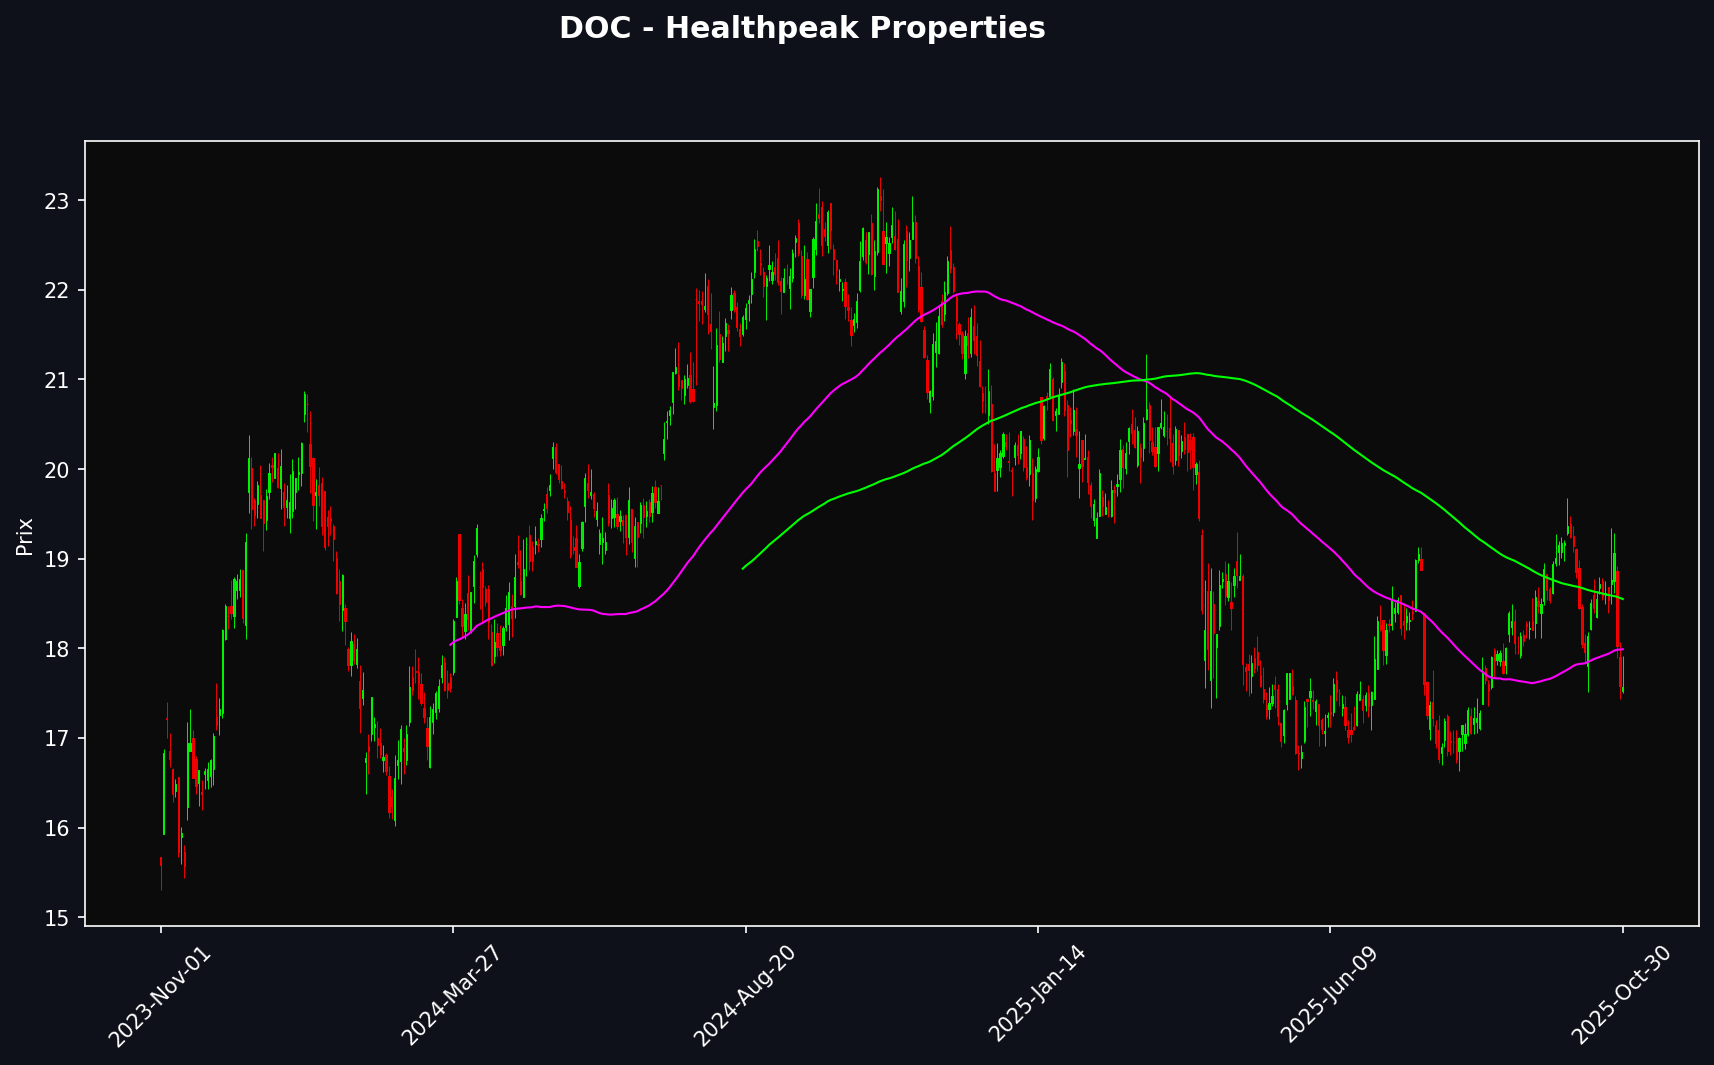 DOC - Healthpeak Properties
Prix
23
22
21
20
19
18
17
16
15
2023-Nov-01
2024-Mar-27
2024-Aug-20
2025-Jan-14
2025-Jun-09
2025-Oct-30